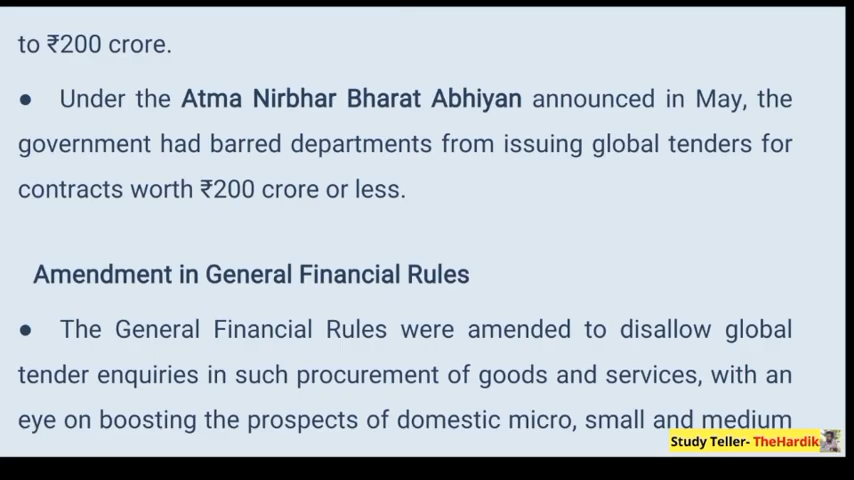 to ₹200 crore.
● Under the Atma Nirbhar Bharat Abhiyan announced in May, the
government had barred departments from issuing global tenders for
contracts worth ₹200 crore or less.
Amendment in General Financial Rules
● The General Financial Rules were amended to disallow global
tender enquiries in such procurement of goods and services, with an
eye on boosting the prospects of domestic micro, small and medium
Study Teller- TheHardik